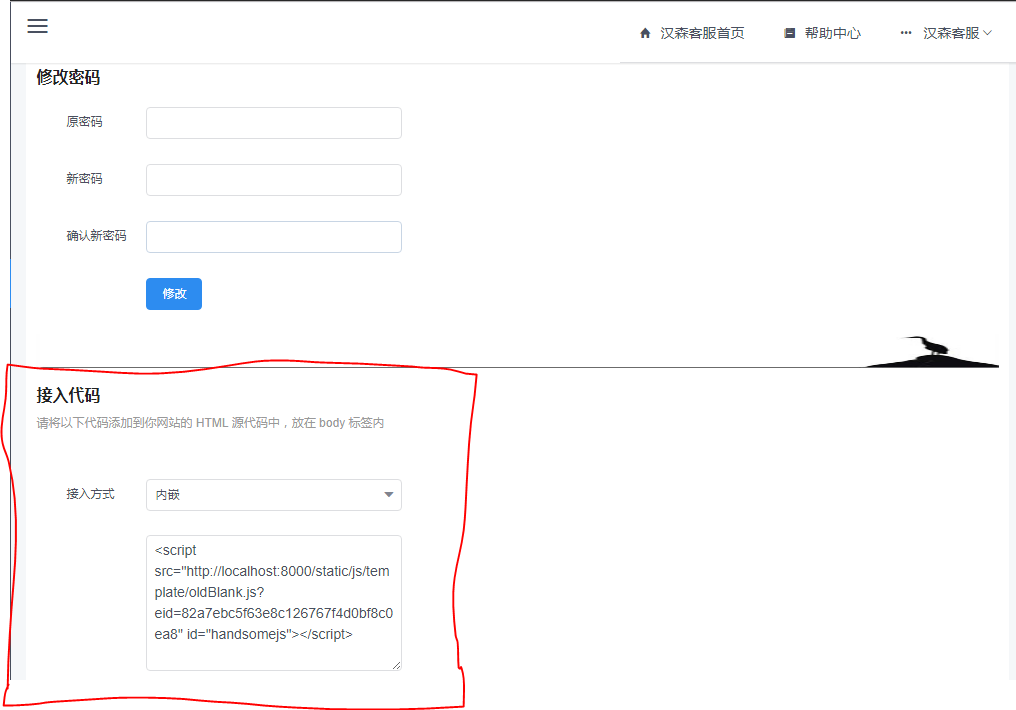 汉森客服首页 帮助中心 ··· 汉森客服
修改密码
原密码
新密码
确认新密码
修改
接入代码
请将以下代码添加到你网站的 HTML 源代码中，放在 body 标签内
接入方式 内嵌
<script
src="http://localhost:8000/static/js/tem
plate/oldBlank.js?
eid=82a7ebc5f63e8c126767f4d0bf8c0
ea8" id="handsomejs"></script>